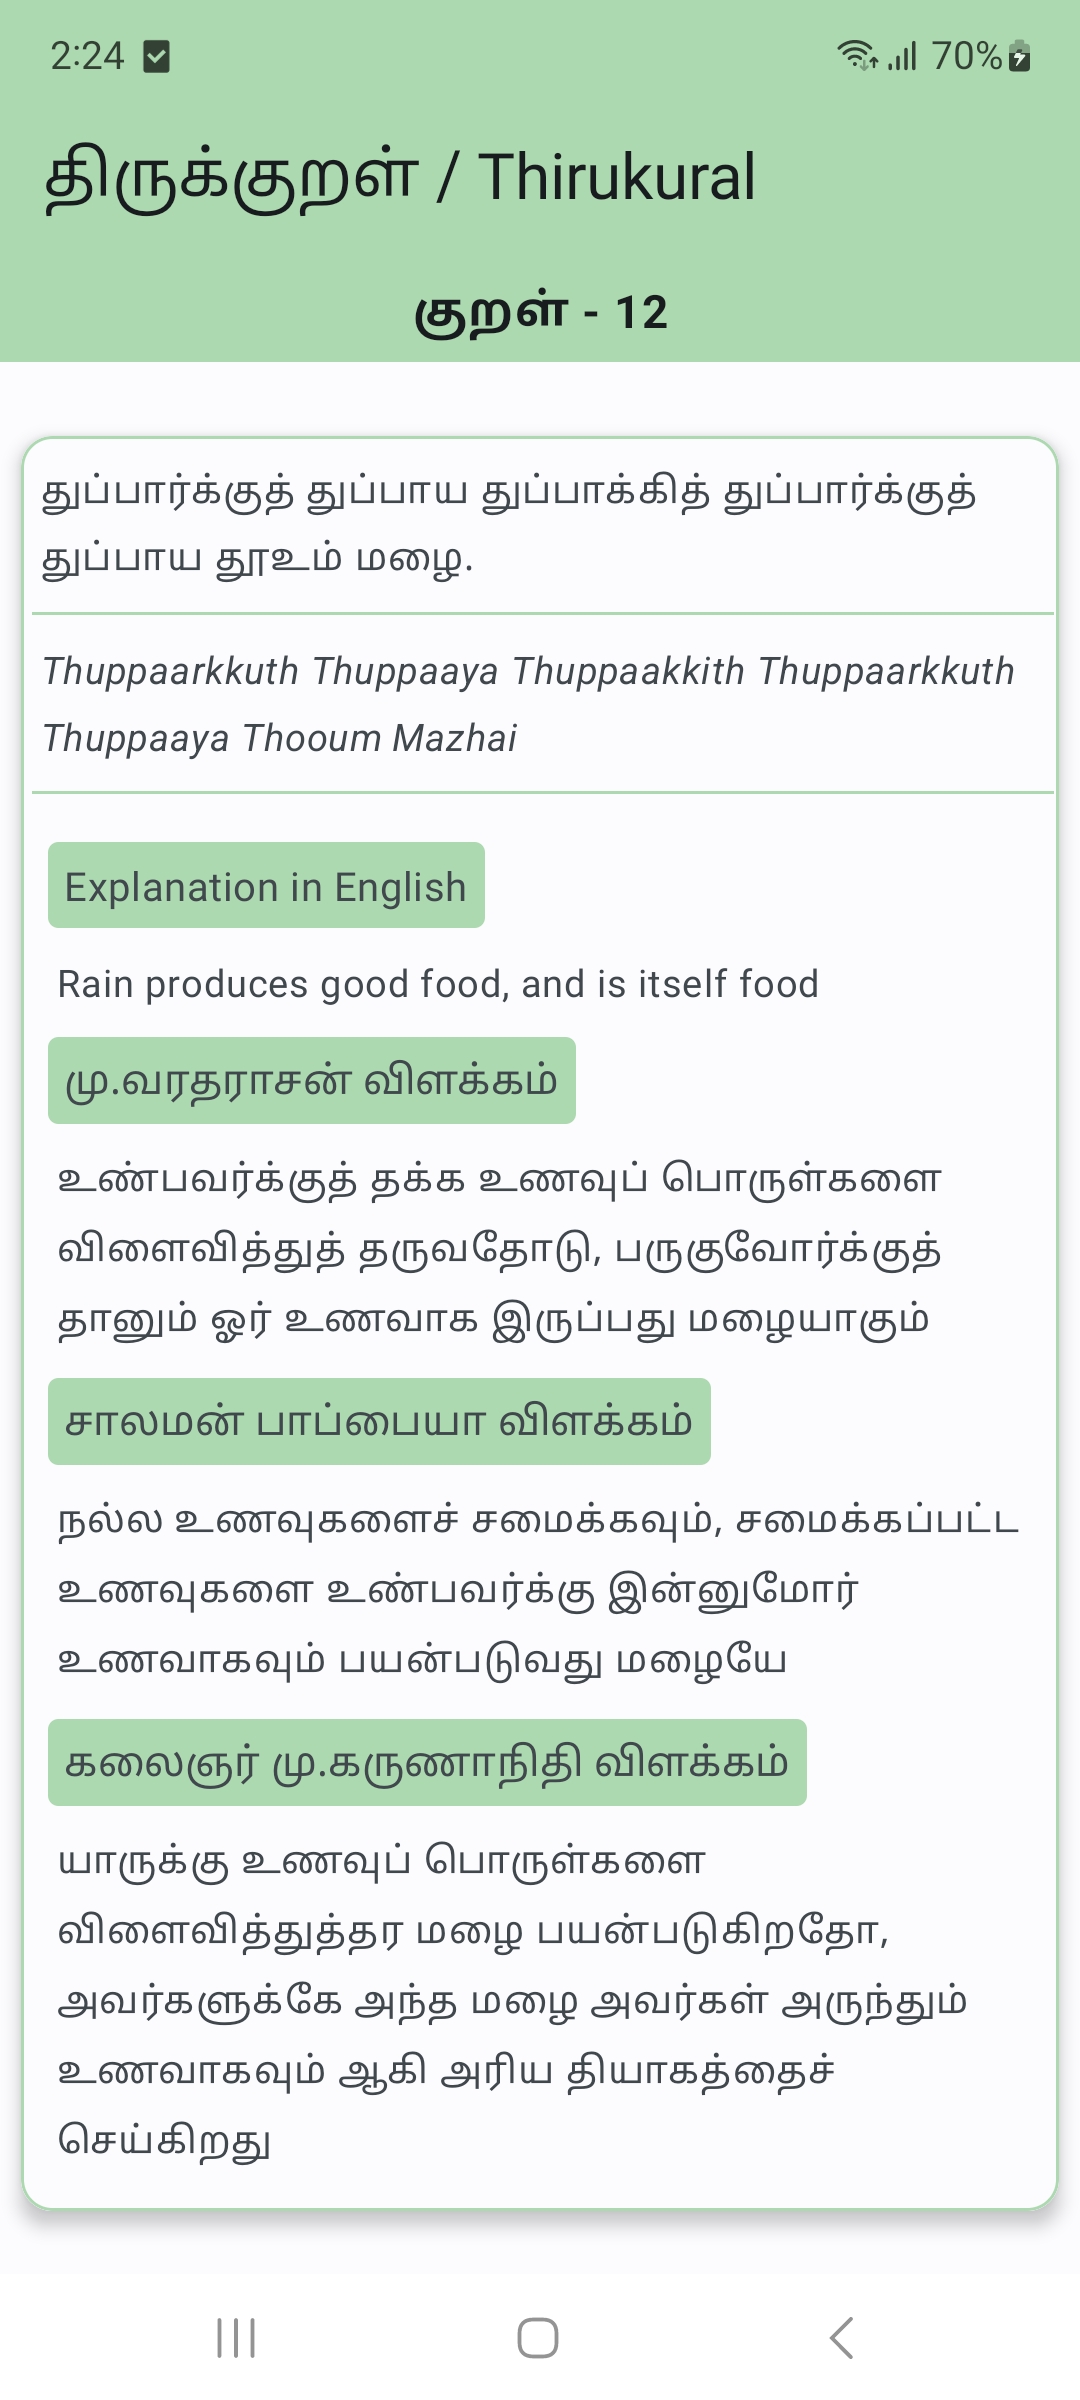 2:24
70%
திருக்குறள் / Thirukural
குறள் - 12
துப்பார்க்குத் துப்பாய துப்பாக்கித் துப்பார்க்குத்
துப்பாய தூஉம் மழை.
Thuppaarkkuth Thuppaaya Thuppaakkith Thuppaarkkuth
Thuppaaya Thooum Mazhai
Explanation in English
Rain produces good food, and is itself food
மு.வரதராசன் விளக்கம்
உண்பவர்க்குத் தக்க உணவுப் பொருள்களை
விளைவித்துத் தருவதோடு, பருகுவோர்க்குத்
தானும் ஓர் உணவாக இருப்பது மழையாகும்
சாலமன் பாப்பையா விளக்கம்
நல்ல உணவுகளைச் சமைக்கவும், சமைக்கப்பட்ட
உணவுகளை உண்பவர்க்கு இன்னுமோர்
உணவாகவும் பயன்படுவது மழையே
கலைஞர் மு.கருணாநிதி விளக்கம்
யாருக்கு உணவுப் பொருள்களை
விளைவித்துத்தர மழை பயன்படுகிறதோ,
அவர்களுக்கே அந்த மழை அவர்கள் அருந்தும்
உணவாகவும் ஆகி அரிய தியாகத்தைச்
செய்கிறது